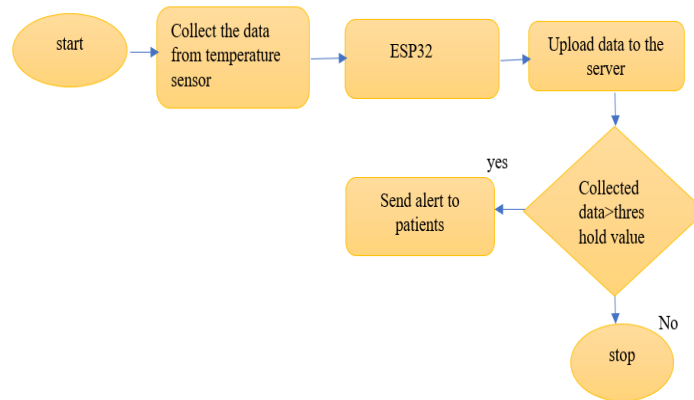 start
Collect the data
from temperature
sensor
ESP32
Upload data to the
server
yes
Send alert to
patients
Collected
data>thres
hold value
No
stop